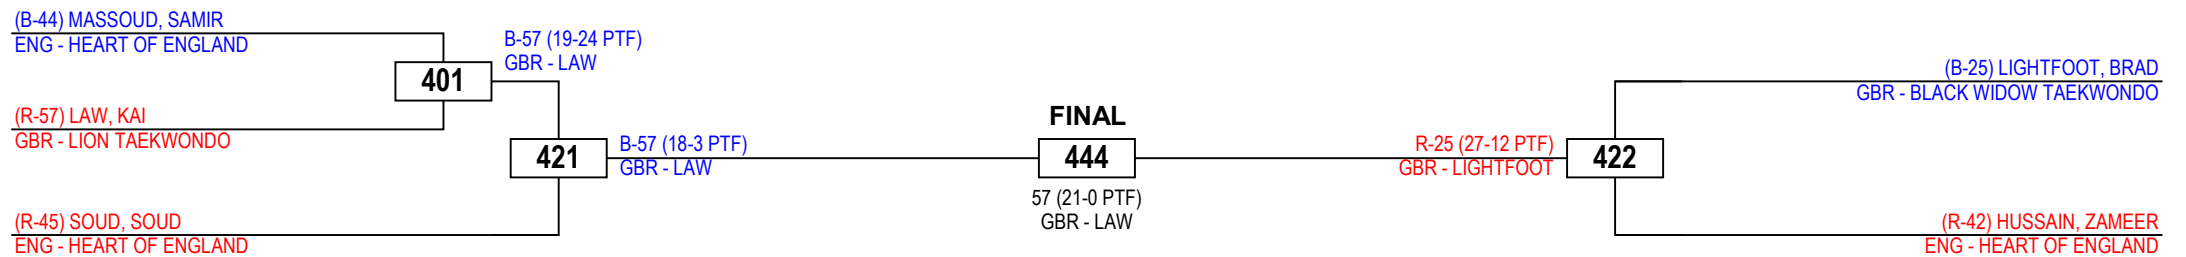 (B-44) MASSOUD, SAMIR
ENG - HEART OF ENGLAND
B-57 (19-24 PTF)
GBR - LAW
401
(R-57) LAW, KAI
GBR - LION TAEKWONDO
421
B-57 (18-3 PTF)
GBR - LAW
(R-45) SOUD, SOUD
ENG - HEART OF ENGLAND
FINAL
444
57 (21-0 PTF)
GBR - LAW
(B-25) LIGHTFOOT, BRAD
GBR - BLACK WIDOW TAEKWONDO
R-25 (27-12 PTF)
GBR - LIGHTFOOT
422
(R-42) HUSSAIN, ZAMEER
ENG - HEART OF ENGLAND